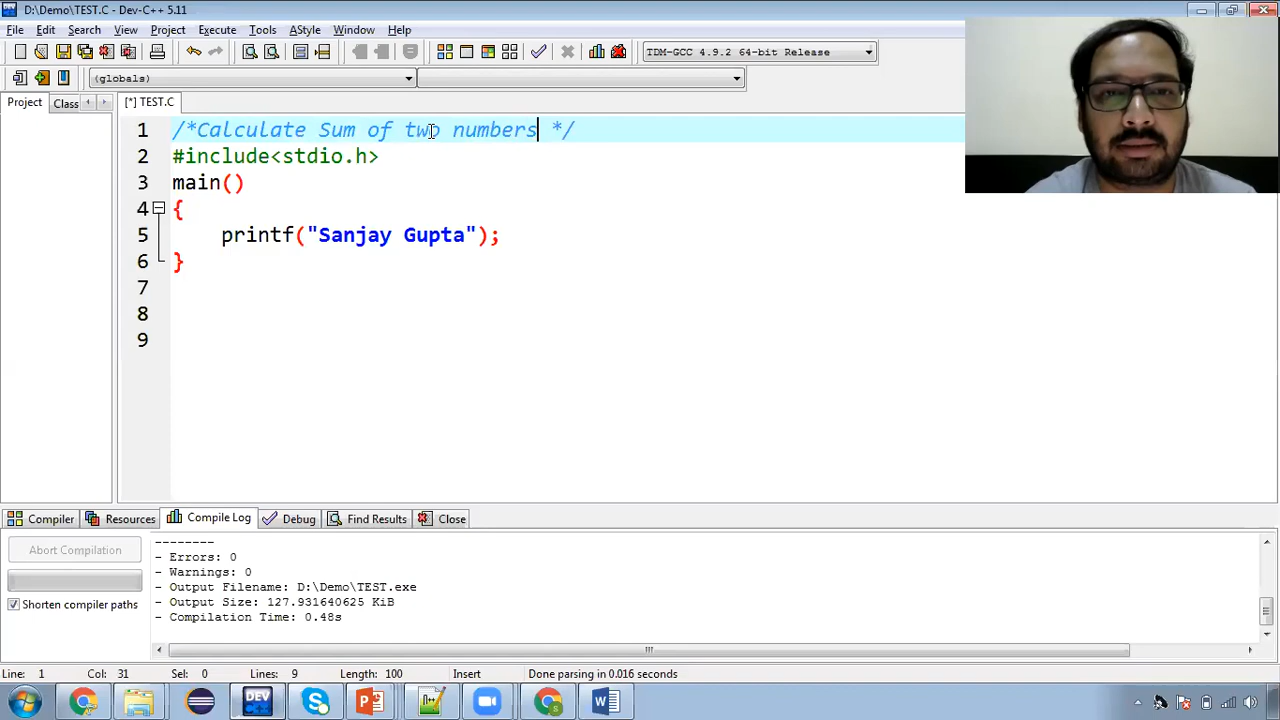 D:\Demo\TEST.C - Dev-C++ 5.11
File Edit Search View Project Execute Tools AStyle Window Help
TDM-GCC 4.9.2 64-bit Release
(globals)
Project Class [*] TEST.C
1 /*Calculate Sum of two numbers */
2 #include<stdio.h>
3 main()
4 {
5 printf("Sanjay Gupta");
6 }
7
8
9
Compiler Resources Compile Log Debug Find Results Close
Abort Compilation
Shorten compiler paths
--------
- Errors: 0
- Warnings: 0
- Output Filename: D:\Demo\TEST.exe
- Output Size: 127.931640625 KiB
- Compilation Time: 0.48s
Line: 1 Col: 31 Sel: 0 Lines: 9 Length: 100 Insert Done parsing in 0.016 seconds
DEV